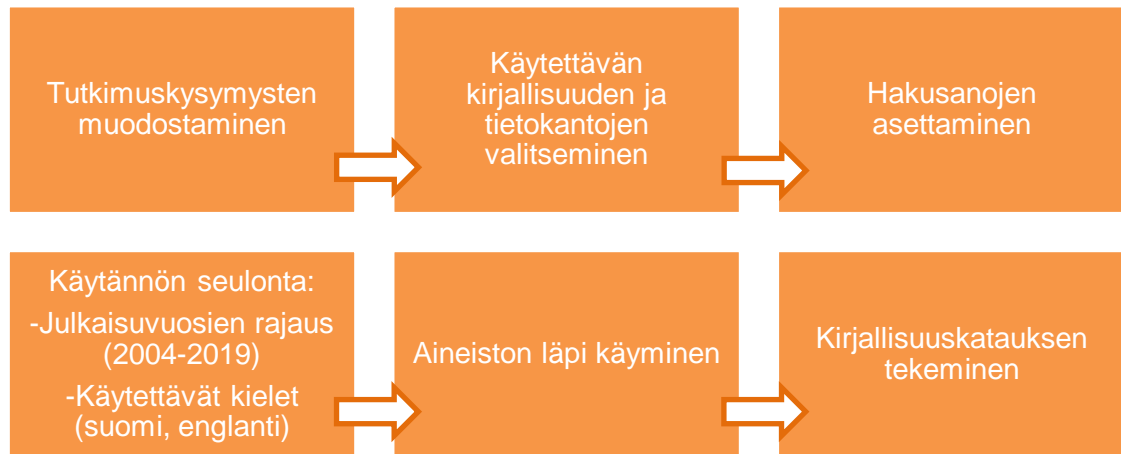 Tutkimuskysymysten
muodostaminen
Käytettävän
kirjallisuuden ja
tietokantojen
valitseminen
Hakusanojen
asettaminen
Käytännön seulonta:
-Julkaisuvuosien rajaus
(2004-2019)
-Käytettävät kielet
(suomi, englanti)
Aineiston läpi käyminen
Kirjallisuuskatauksen
tekeminen